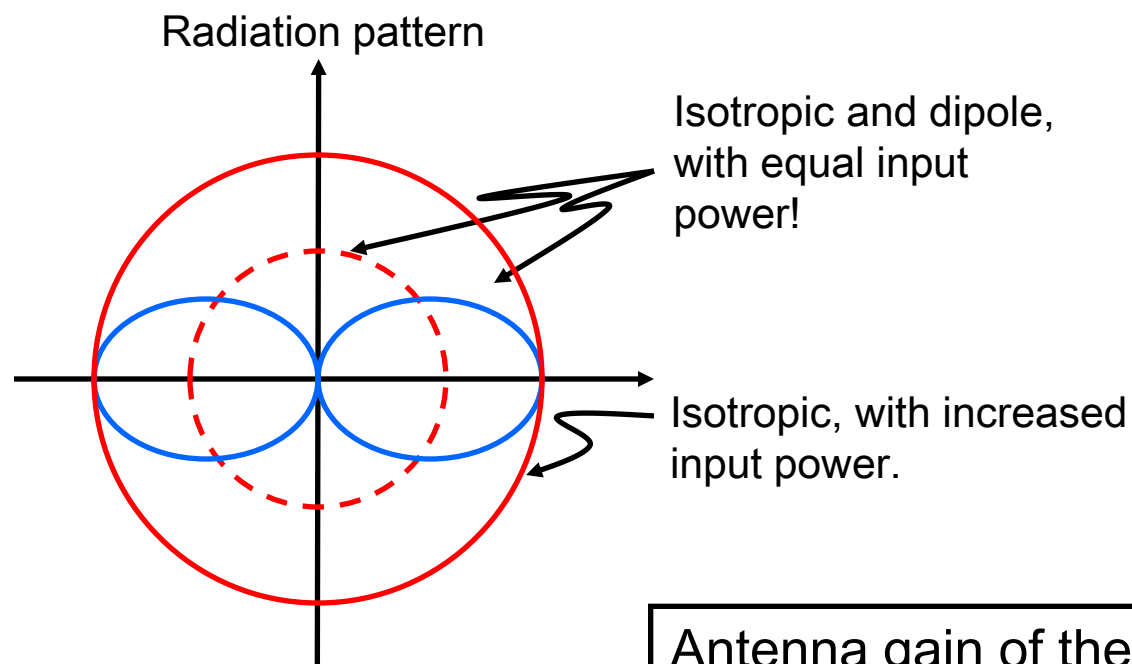 Radiation pattern
Isotropic and dipole,
with equal input
power!
Isotropic, with increased
input power.
Antenna gain of the